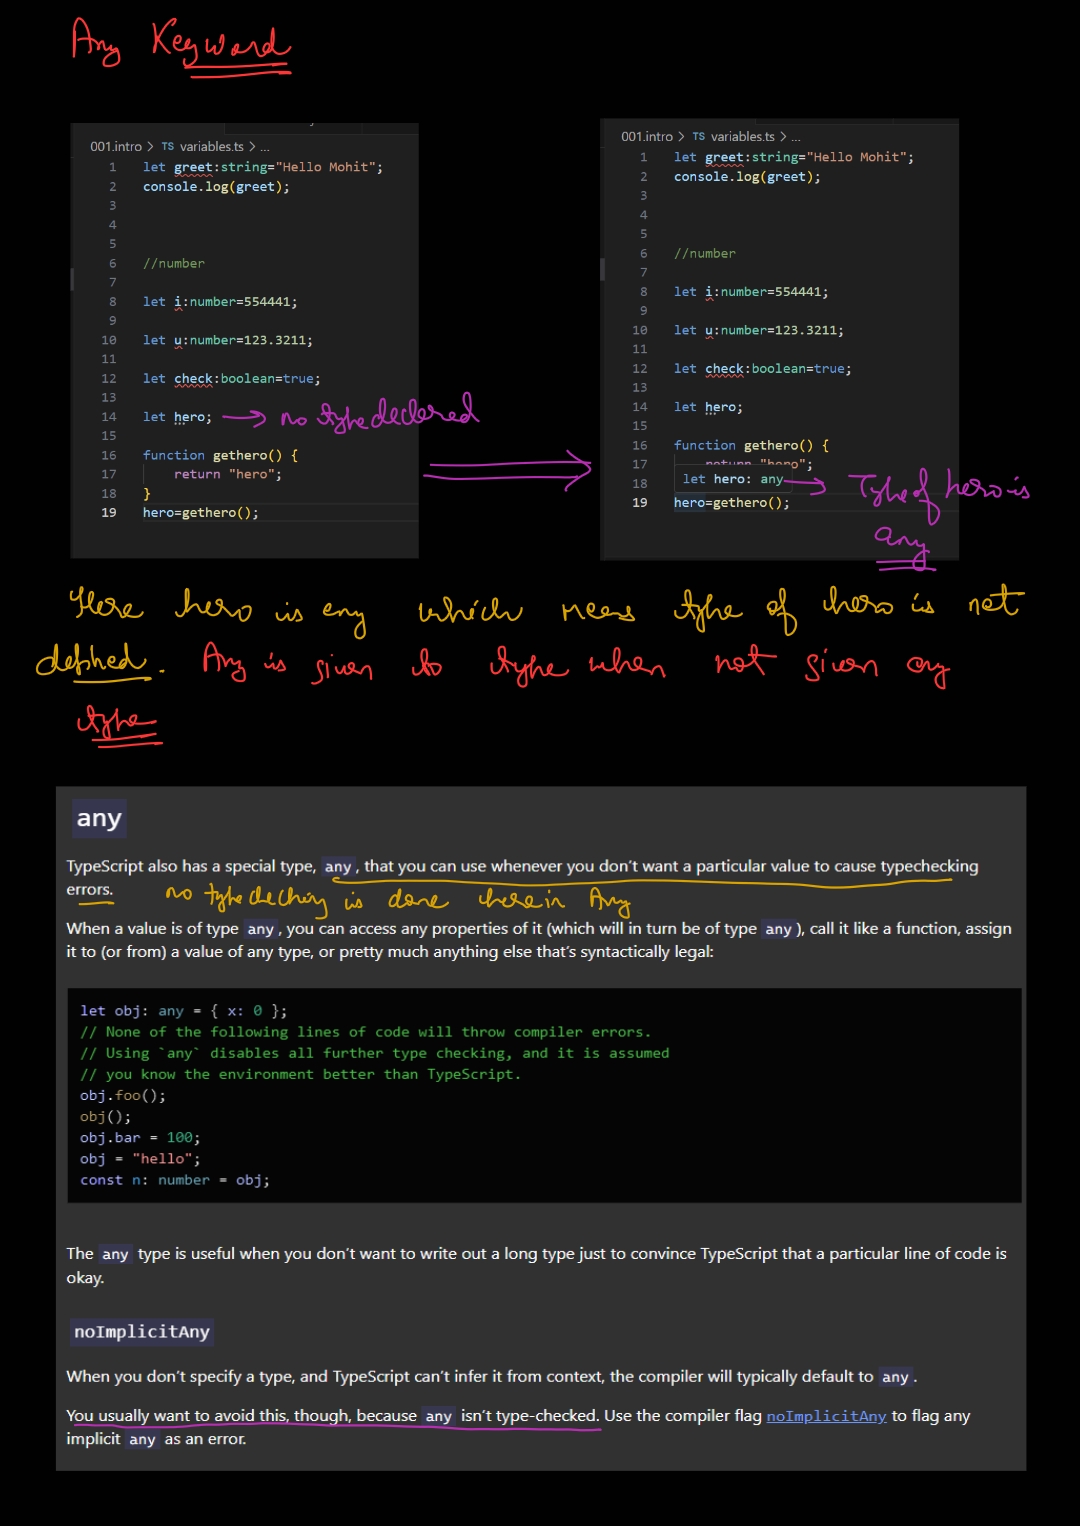 Any Keyword
001.intro > TS variables.ts > ...
1 let greet:string="Hello Mohit";
2 console.log(greet);
3
4
5
6 //number
7
8 let i:number=554441;
9
10 let u:number=123.3211;
11
12 let check:boolean=true;
13
14 let hero; → no type declared
15
16 function gethero() {
17 return "hero";
18 }
19 hero=gethero();
001.intro > TS variables.ts > ...
1 let greet:string="Hello Mohit";
2 console.log(greet);
3
4
5
6 //number
7
8 let i:number=554441;
9
10 let u:number=123.3211;
11
12 let check:boolean=true;
13
14 let hero;
15
16 function gethero() {
17 return "hero";
18 let hero: any → Type of hero is
any
19 hero=gethero();
Here hero is any which means type of hero is not
defined. Any is given to type when not given any
type
any
TypeScript also has a special type, any, that you can use whenever you don't want a particular value to cause typechecking
errors.
no type checking is done here in Any
When a value is of type any, you can access any properties of it (which will in turn be of type any), call it like a function, assign
it to (or from) a value of any type, or pretty much anything else that's syntactically legal:
let obj: any = { x: 0 };
// None of the following lines of code will throw compiler errors.
// Using `any` disables all further type checking, and it is assumed
// you know the environment better than TypeScript.
obj.foo();
obj();
obj.bar = 100;
obj = "hello";
const n: number = obj;
The any type is useful when you don't want to write out a long type just to convince TypeScript that a particular line of code is
okay.
noImplicitAny
When you don't specify a type, and TypeScript can't infer it from context, the compiler will typically default to any.
You usually want to avoid this, though, because any isn't type-checked. Use the compiler flag noImplicitAny to flag any
implicit any as an error.